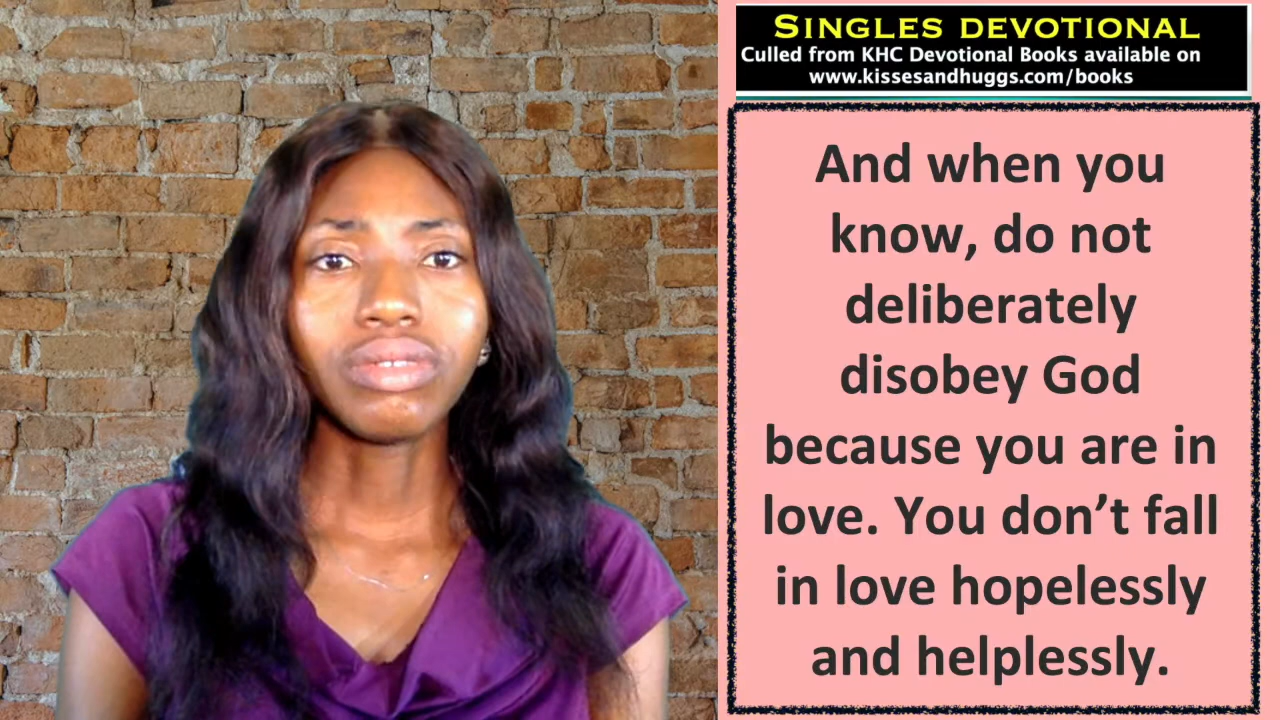 SINGLES DEVOTIONAL
Culled from KHC Devotional Books available on
www.kissesandhuggs.com/books
And when you
know, do not
deliberately
disobey God
because you are in
love. You don’t fall
in love hopelessly
and helplessly.